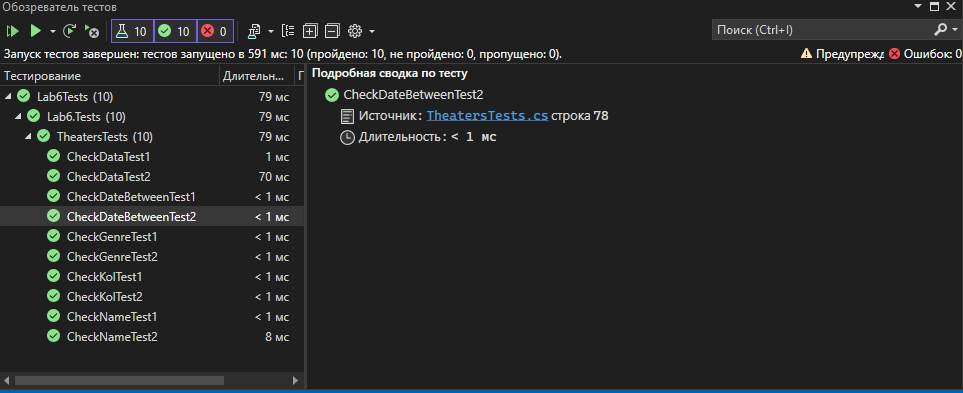 Обозреватель тестов
10 10 0 Поиск (Ctrl+I)
Запуск тестов завершен: тестов запущено в 591 мс: 10 (пройдено: 10, не пройдено: 0, пропущено: 0). Предупрежд Ошибок: 0
Тестирование Длительн... П
Подробная сводка по тесту
Lab6Tests (10) 79 мс
Lab6.Tests (10) 79 мс
TheatersTests (10) 79 мс
CheckDataTest1 1 мс
CheckDataTest2 70 мс
CheckDateBetweenTest1 < 1 мс
CheckDateBetweenTest2 < 1 мс
CheckGenreTest1 < 1 мс
CheckGenreTest2 < 1 мс
CheckKolTest1 < 1 мс
CheckKolTest2 < 1 мс
CheckNameTest1 < 1 мс
CheckNameTest2 8 мс
CheckDateBetweenTest2
Источник: TheatersTests.cs строка 78
Длительность: < 1 мс